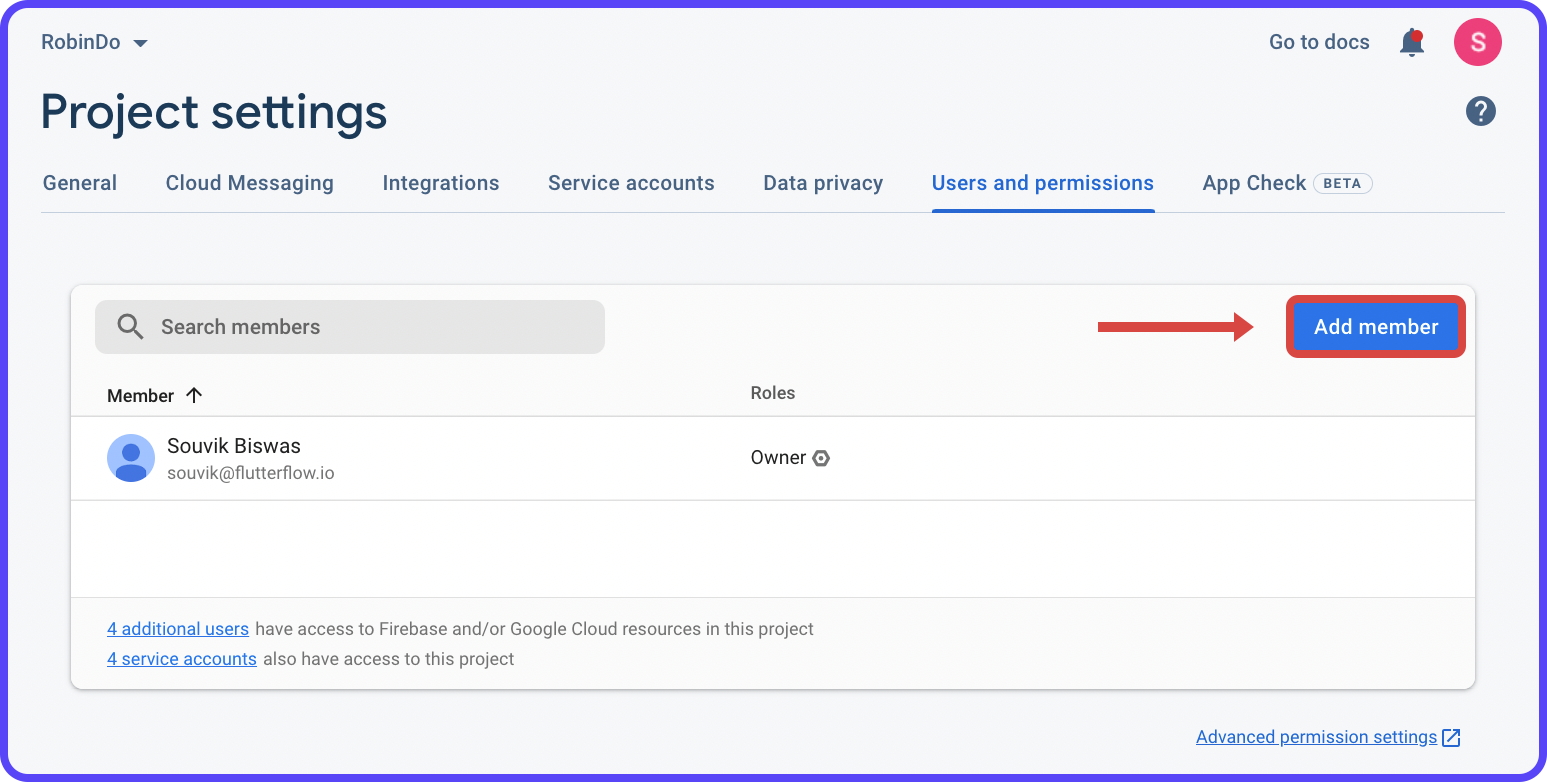 RobinDo
Go to docs
S
Project settings
?
General Cloud Messaging Integrations Service accounts Data privacy Users and permissions App Check BETA
Search members
Add member
Member Roles
Souvik Biswas
souvik@flutterflow.io
Owner
4 additional users have access to Firebase and/or Google Cloud resources in this project
4 service accounts also have access to this project
Advanced permission settings